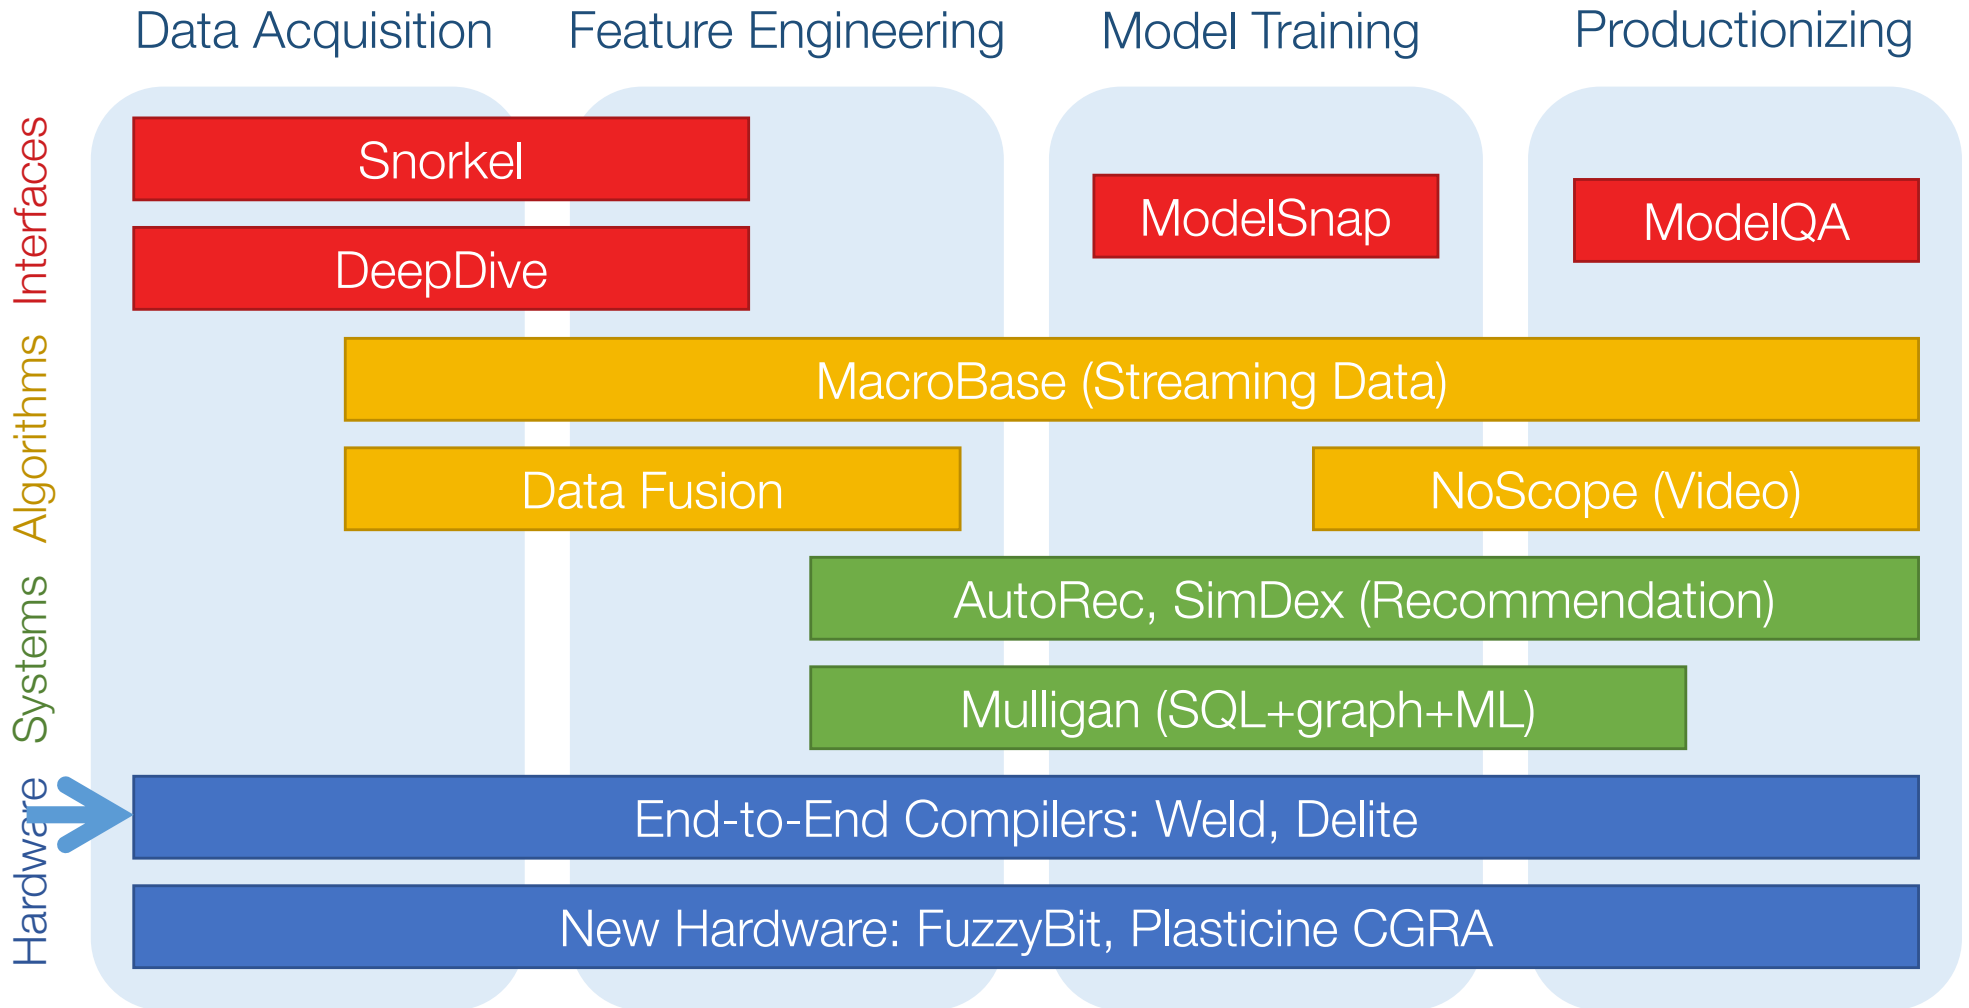 Data Acquisition
Feature Engineering
Model Training
Productionizing
Interfaces
Snorkel
DeepDive
ModelSnap
ModelQA
Algorithms
MacroBase (Streaming Data)
Data Fusion
NoScope (Video)
Systems
AutoRec, SimDex (Recommendation)
Mulligan (SQL+graph+ML)
Hardware
End-to-End Compilers: Weld, Delite
New Hardware: FuzzyBit, Plasticine CGRA